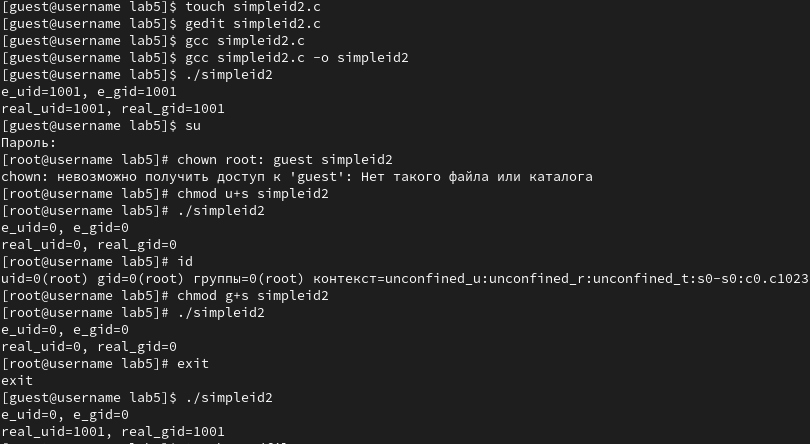 [guest@username lab5]$ touch simpleid2.c
[guest@username lab5]$ gedit simpleid2.c
[guest@username lab5]$ gcc simpleid2.c
[guest@username lab5]$ gcc simpleid2.c -o simpleid2
[guest@username lab5]$ ./simpleid2
e_uid=1001, e_gid=1001
real_uid=1001, real_gid=1001
[guest@username lab5]$ su
Пароль:
[root@username lab5]# chown root: guest simpleid2
chown: невозможно получить доступ к 'guest': Нет такого файла или каталога
[root@username lab5]# chmod u+s simpleid2
[root@username lab5]# ./simpleid2
e_uid=0, e_gid=0
real_uid=0, real_gid=0
[root@username lab5]# id
uid=0(root) gid=0(root) группы=0(root) контекст=unconfined_u:unconfined_r:unconfined_t:s0-s0:c0.c1023
[root@username lab5]# chmod g+s simpleid2
[root@username lab5]# ./simpleid2
e_uid=0, e_gid=0
real_uid=0, real_gid=0
[root@username lab5]# exit
exit
[guest@username lab5]$ ./simpleid2
e_uid=0, e_gid=0
real_uid=1001, real_gid=1001